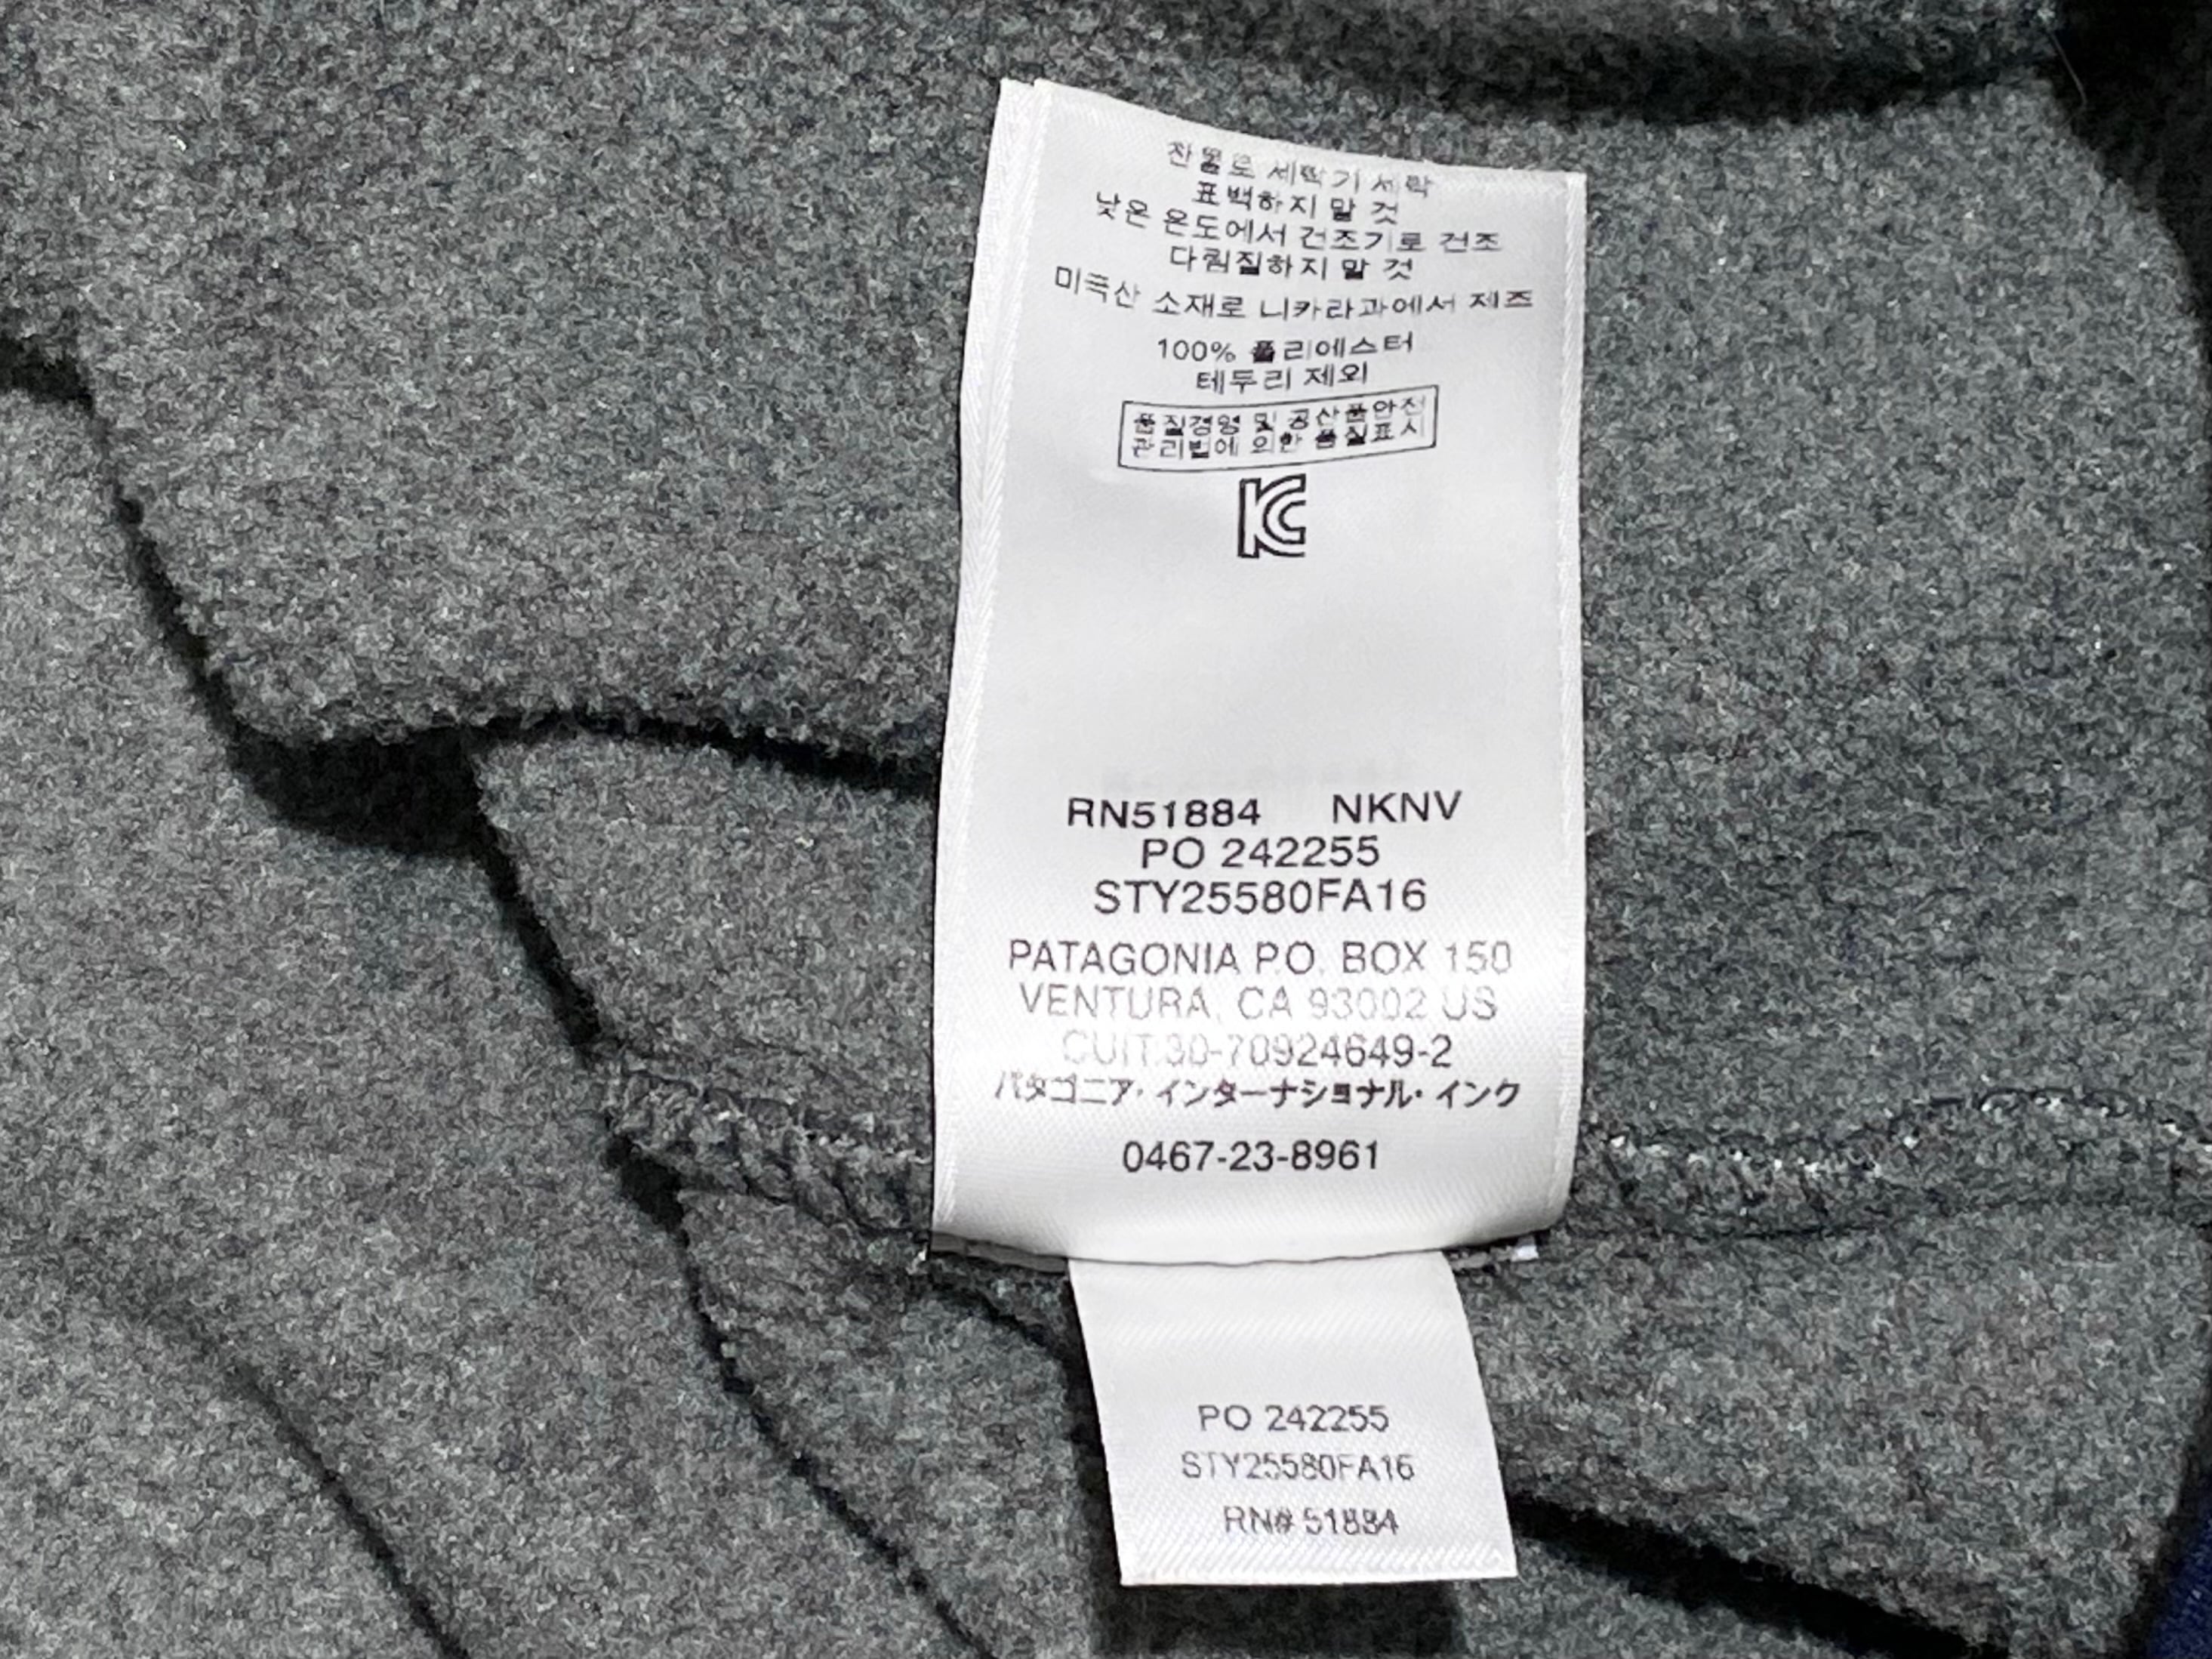 찬물로 세탁기 세탁
표백하지 말 것
낮은 온도에서 건조기로 건조
다림질하지 말 것
미국산 소재로 니카라과에서 제조
100% 폴리에스터
테두리 제외
품질경영 및 공산품안전
관리법에 의한 품질표시
KC
RN51884 NKNV
PO 242255
STY25580FA16
PATAGONIA P.O. BOX 150
VENTURA, CA 93002 US
CUIT.30-70924649-2
パタゴニア・インターナショナル・インク
0467-23-8961
PO 242255
STY25580FA16
RN# 51884